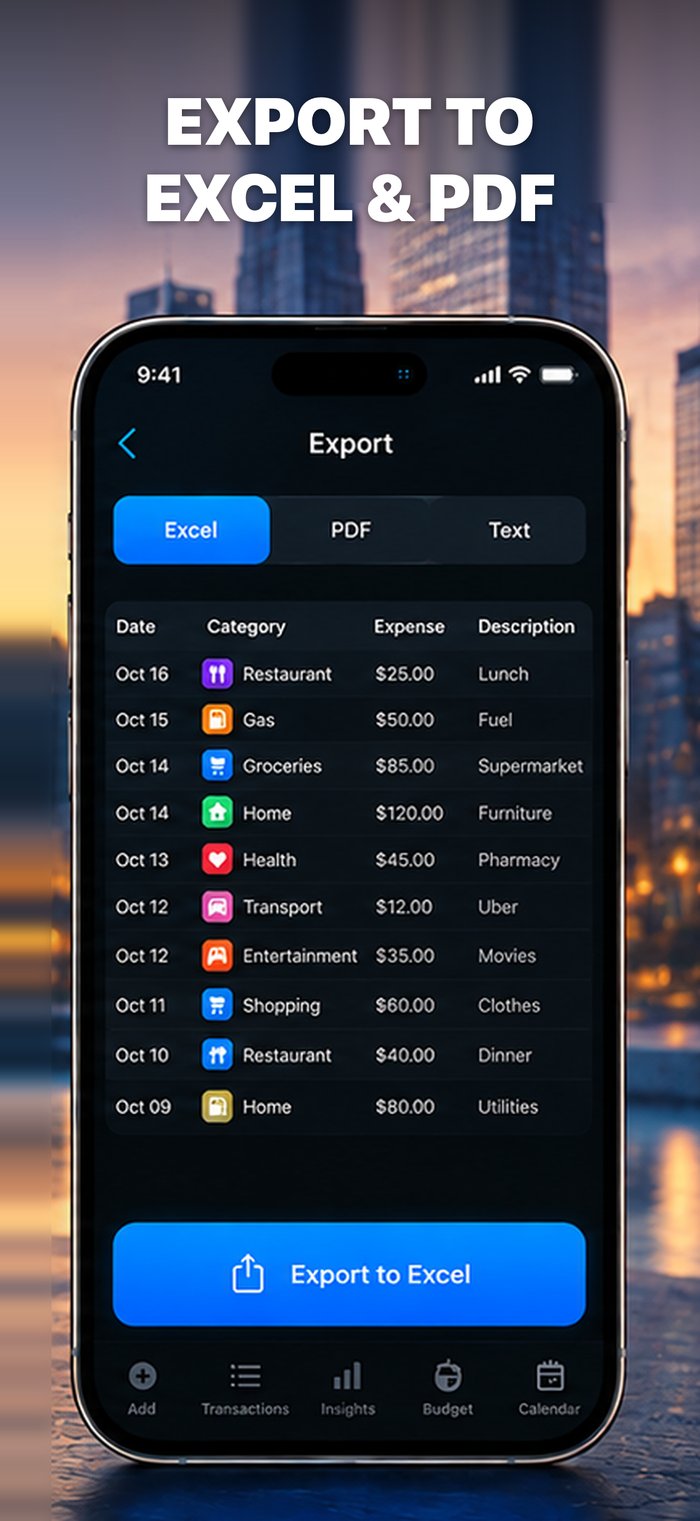 EXPORT TO
EXCEL & PDF
9:41
Export
Excel PDF Text
Date Category Expense Description
Oct 16 Restaurant $25.00 Lunch
Oct 15 Gas $50.00 Fuel
Oct 14 Groceries $85.00 Supermarket
Oct 14 Home $120.00 Furniture
Oct 13 Health $45.00 Pharmacy
Oct 12 Transport $12.00 Uber
Oct 12 Entertainment $35.00 Movies
Oct 11 Shopping $60.00 Clothes
Oct 10 Restaurant $40.00 Dinner
Oct 09 Home $80.00 Utilities
Export to Excel
Add Transactions Insights Budget Calendar